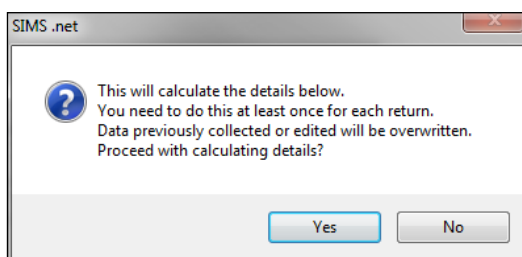 SIMS .net
This will calculate the details below.
You need to do this at least once for each return.
Data previously collected or edited will be overwritten.
Proceed with calculating details?
Yes
No